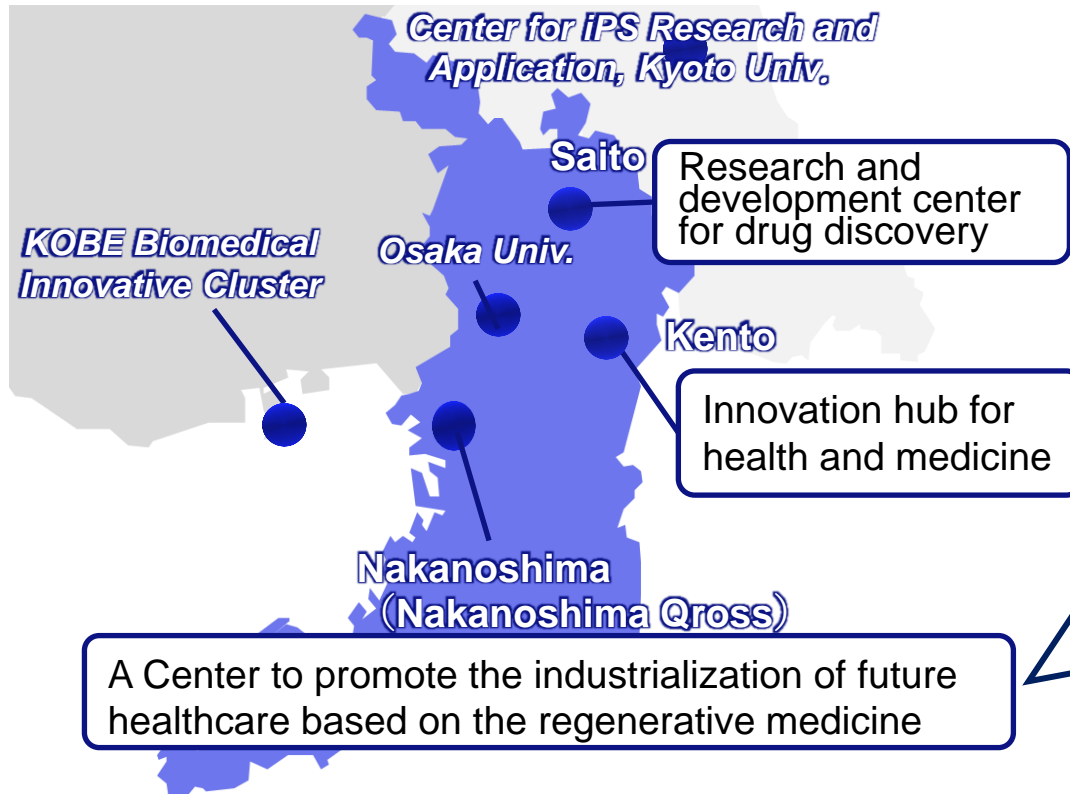 Center for iPS Research and
Application, Kyoto Univ.
Saito
Research and
development center
for drug discovery
KOBE Biomedical
Innovative Cluster
Osaka Univ.
Kento
Innovation hub for
health and medicine
Nakanoshima
（Nakanoshima Qross）
A Center to promote the industrialization of future
healthcare based on the regenerative medicine